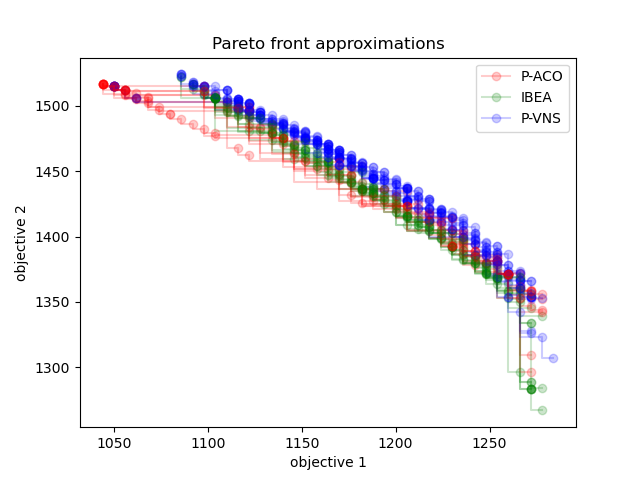 Pareto front approximations
P-ACO
IBEA
P-VNS
1500
1450
1400
1350
1300
objective 2
1050 1100 1150 1200 1250
objective 1